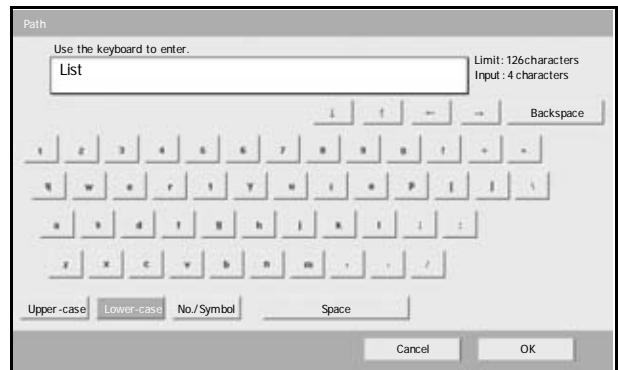 Path
Use the keyboard to enter.
List
Limit: 126characters
Input : 4 characters
↓ ↑ ← → Backspace
q w e r t y u i o p [ ] \
z x c v b n m , . /
Upper-case Lower-case No./Symbol Space
Cancel OK